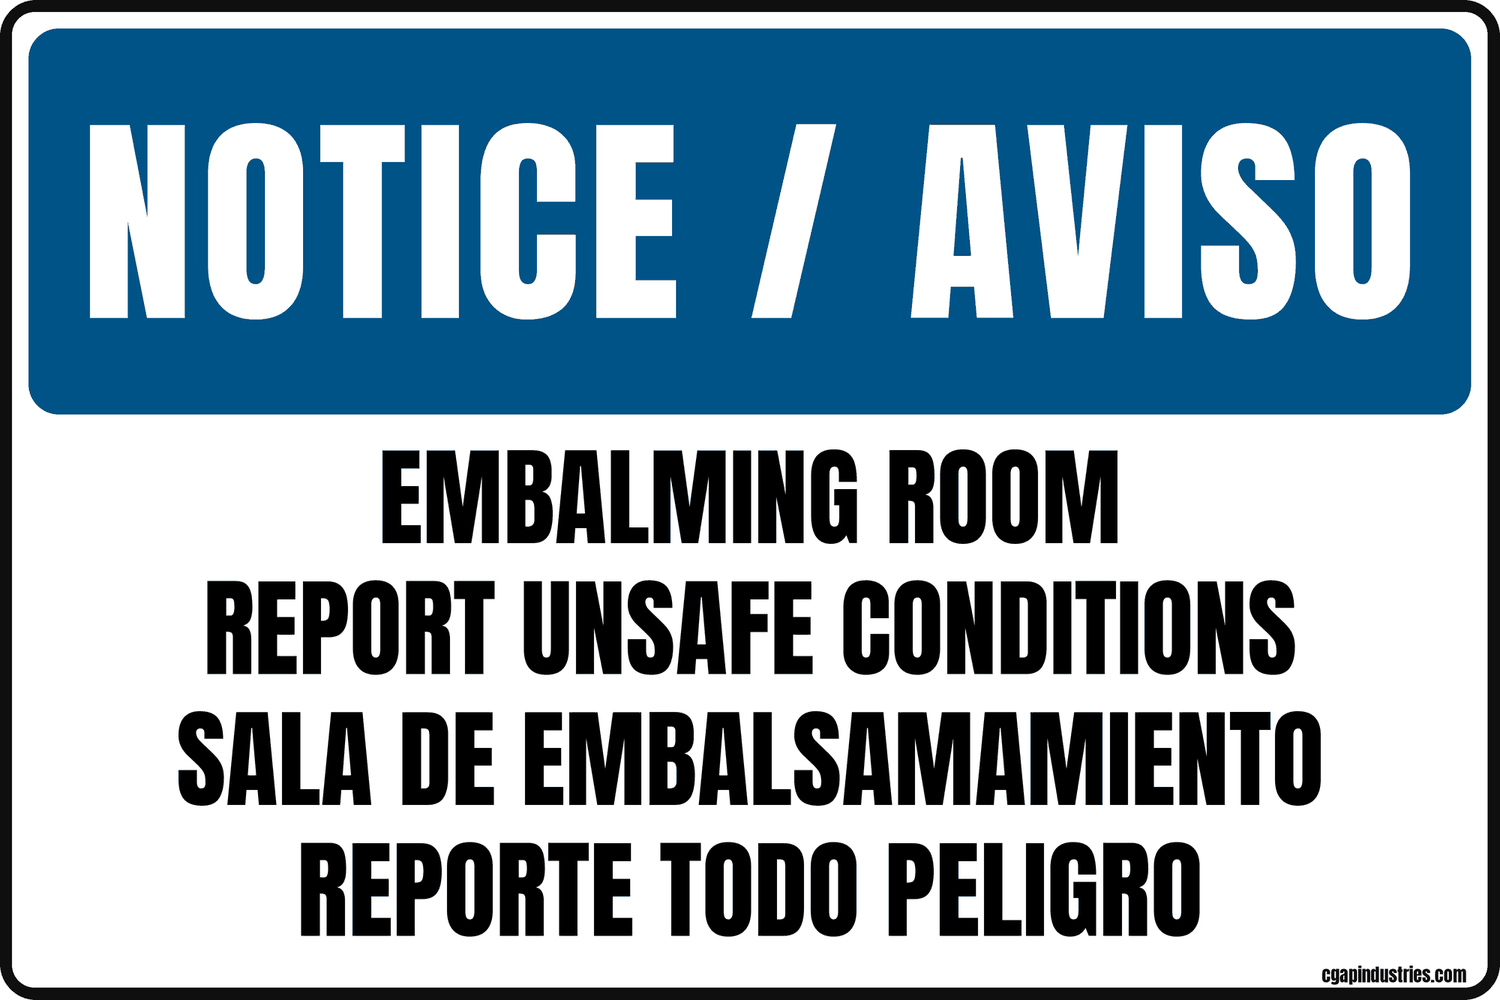 NOTICE / AVISO
EMBALMING ROOM
REPORT UNSAFE CONDITIONS
SALA DE EMBALSAMAMIENTO
REPORTE TODO PELIGRO
cgapindustries.com